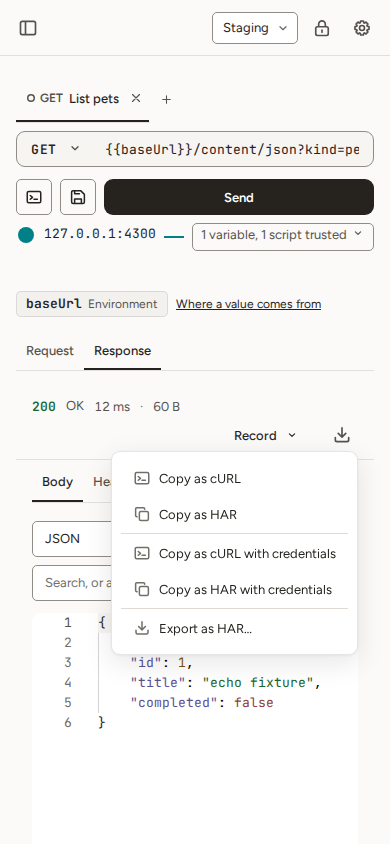 Staging
GET List pets
GET {{baseUrl}}/content/json?kind=pe
Send
127.0.0.1:4300 1 variable, 1 script trusted
baseUrl Environment Where a value comes from
Request Response
200 OK 12 ms · 60 B
Record
Body He
Copy as cURL
Copy as HAR
JSON
Copy as cURL with credentials
Search, or a
Copy as HAR with credentials
1 {
Export as HAR...
2
3 "id": 1,
4 "title": "echo fixture",
5 "completed": false
6 }